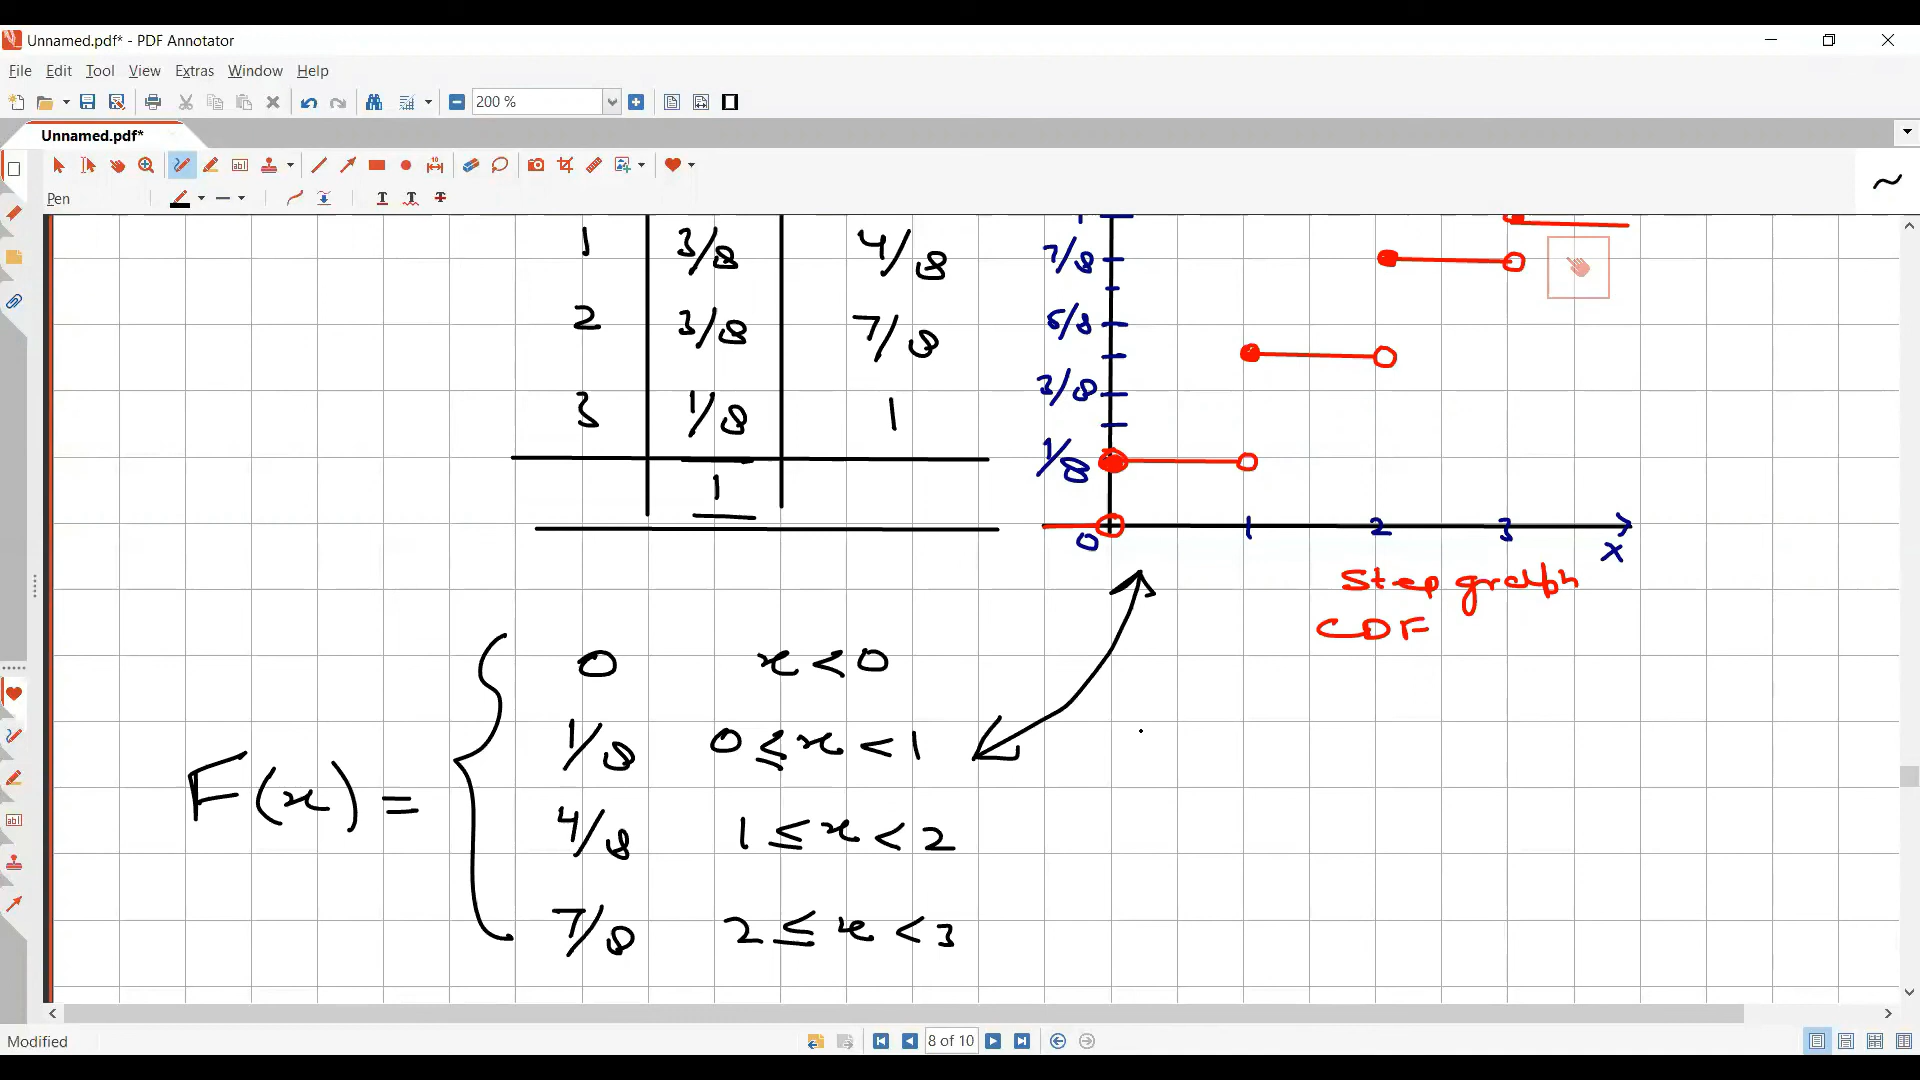 Unnamed.pdf* - PDF Annotator
File Edit Tool View Extras Window Help
200 %
Unnamed.pdf*
Pen
1 3/8 4/8
2 3/8 7/8
3 1/8 1
1
1
7/8
5/8
3/8
1/8
0 1 2 3
x
Step graph
CDF
F(x) =
0 x < 0
1/8 0 ≤ x < 1
4/8 1 ≤ x < 2
7/8 2 ≤ x < 3
Modified
8 of 10